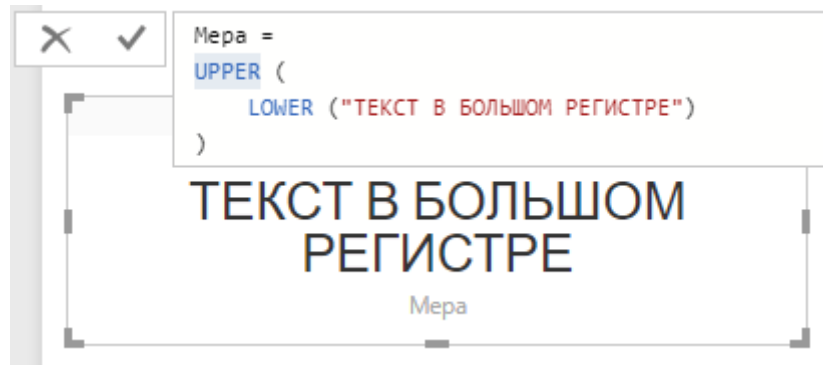 Мера =
UPPER (
LOWER ("ТЕКСТ В БОЛЬШОМ РЕГИСТРЕ")
)
ТЕКСТ В БОЛЬШОМ
РЕГИСТРЕ
Мера